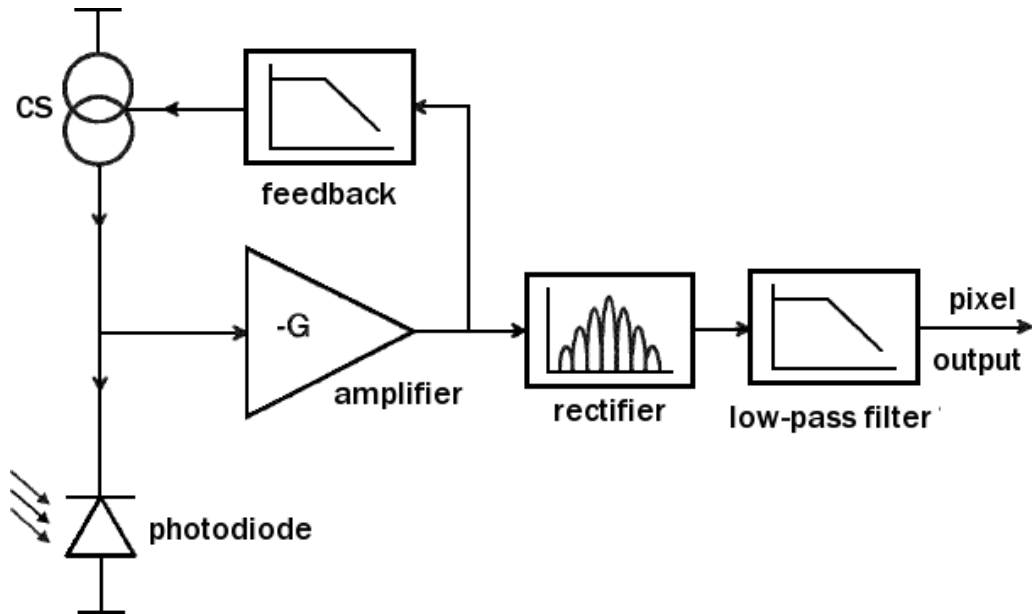 CS
feedback
-G
amplifier
rectifier
pixel
output
low-pass filter
photodiode